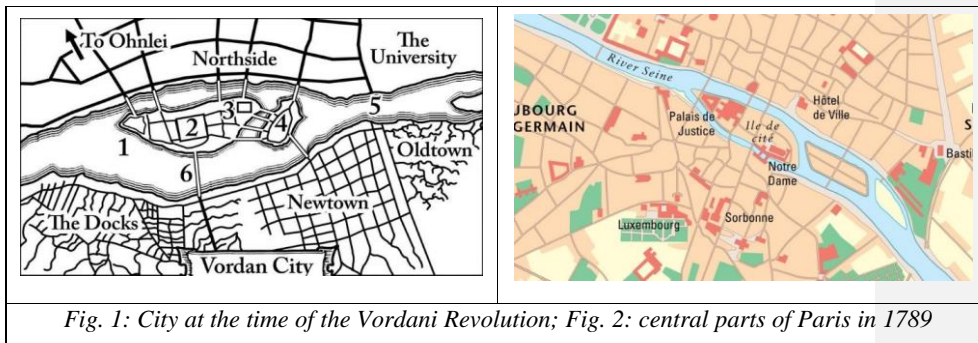 To Ohnlei
Northside
The
University
1
2
3
4
5
6
Oldtown
Newtown
The Docks
Vordan City
River Seine
UBOURG
GERMAIN
Palais de
Justice
Ile de
cité
Hôtel
de Ville
S
Basti
Notre
Dame
Sorbonne
Luxembourg
Fig. 1: City at the time of the Vordani Revolution; Fig. 2: central parts of Paris in 1789